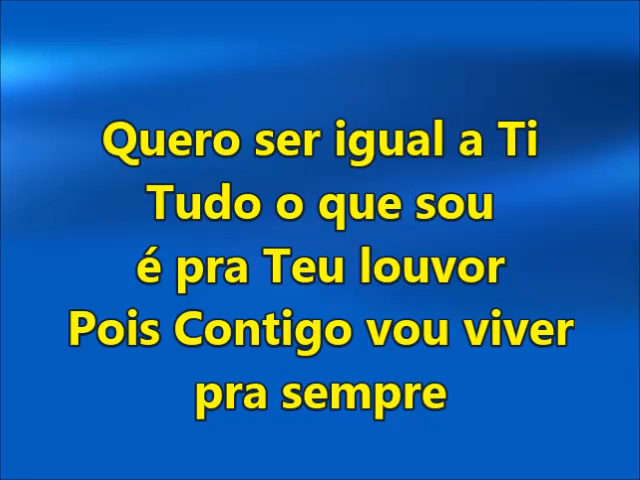 Quero ser igual a Ti
Tudo o que sou
é pra Teu louvor
Pois Contigo vou viver
pra sempre